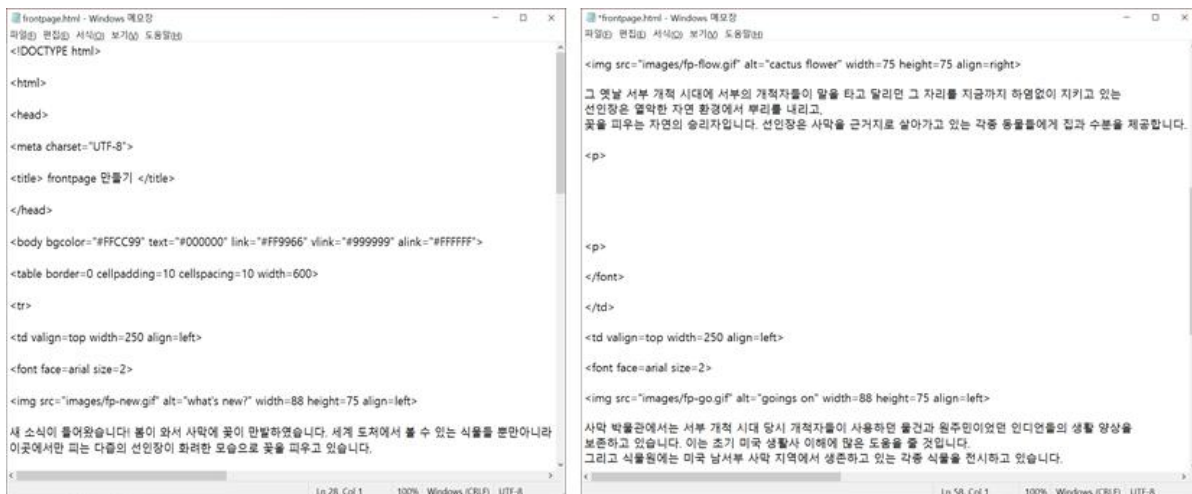 frontpage.html - Windows 메모장
파일(F) 편집(E) 서식(O) 보기(V) 도움말(H)
<!DOCTYPE html>
<html>
<head>
<meta charset="UTF-8">
<title> frontpage 만들기 </title>
</head>
<body bgcolor="#FFCC99" text="#000000" link="#FF9966" vlink="#999999" alink="#FFFFFF">
<table border=0 cellpadding=10 cellspacing=10 width=600>
<tr>
<td valign=top width=250 align=left>
<font face=arial size=2>
<img src="images/fp-new.gif" alt="what's new?" width=88 height=75 align=left>
새 소식이 들어왔습니다! 봄이 와서 사막에 꽃이 만발하였습니다. 세계 도처에서 볼 수 있는 식물들 뿐만아니라
이곳에서만 피는 다즙의 선인장이 화려한 모습으로 꽃을 피우고 있습니다.
Ln 28, Col 1 100% Windows (CRLF) UTF-8
*frontpage.html - Windows 메모장
파일(F) 편집(E) 서식(O) 보기(V) 도움말(H)
<img src="images/fp-flow.gif" alt="cactus flower" width=75 height=75 align=right>
그 옛날 서부 개척 시대에 서부의 개척자들이 말을 타고 달리던 그 자리를 지금까지 하염없이 지키고 있는
선인장은 열악한 자연 환경에서 뿌리를 내리고,
꽃을 피우는 자연의 승리자입니다. 선인장은 사막을 근거지로 살아가고 있는 각종 동물들에게 집과 수분을 제공합니다.
<p>
<p>
</font>
</td>
<td valign=top width=250 align=left>
<font face=arial size=2>
<img src="images/fp-go.gif" alt="goings on" width=88 height=75 align=left>
사막 박물관에서는 서부 개척 시대 당시 개척자들이 사용하던 물건과 원주민이었던 인디언들의 생활 양상을
보존하고 있습니다. 이는 초기 미국 생활사 이해에 많은 도움을 줄 것입니다.
그리고 식물원에는 미국 남서부 사막 지역에서 생존하고 있는 각종 식물을 전시하고 있습니다.
Ln 58, Col 1 100% Windows (CRLF) UTF-8